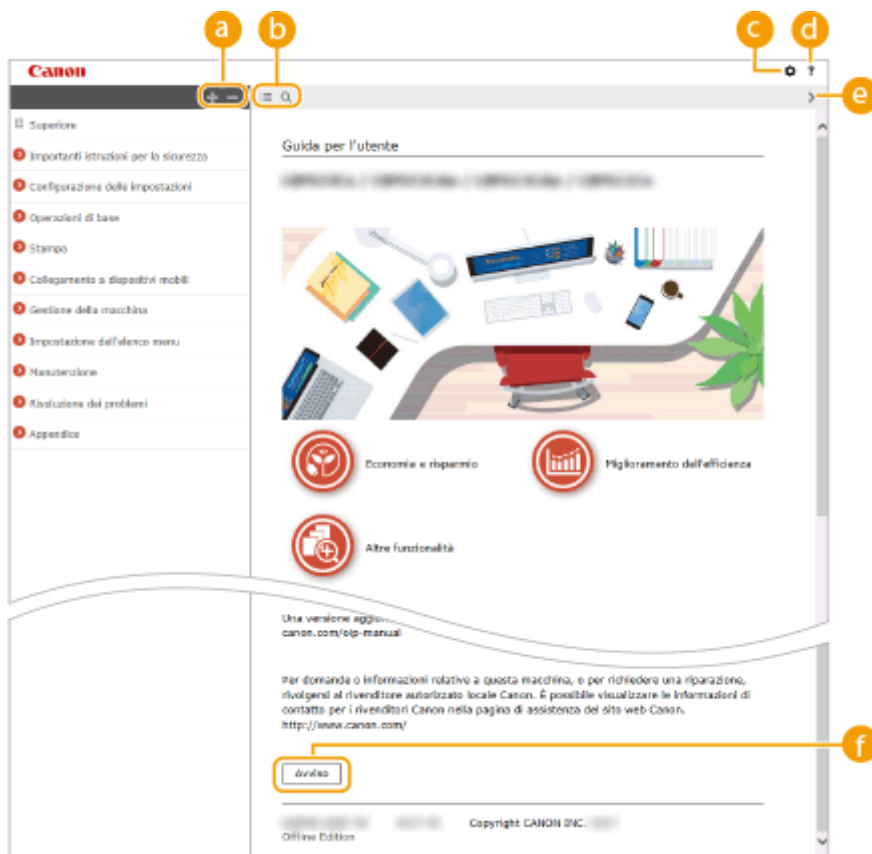 a b c d
Canon
+ − ?
e
Superiore
Importanti istruzioni per la sicurezza
Configurazione delle impostazioni
Operazioni di base
Stampa
Collegamento a dispositivi mobili
Gestione della macchina
Impostazione dell'elenco menu
Manutenzione
Risoluzione dei problemi
Appendice
Guida per l'utente
Economia e risparmio
Miglioramento dell'efficienza
Altre funzionalità
Una versione
canon.com/oip-manual
Per domande o informazioni relative a questa macchina, o per richiedere una riparazione,
rivolgersi al rivenditore autorizzato locale Canon. È possibile visualizzare le informazioni di
contatto per i rivenditori Canon nella pagina di assistenza del sito web Canon.
http://www.canon.com/
f
Avviso
Copyright CANON INC.
Offline Edition